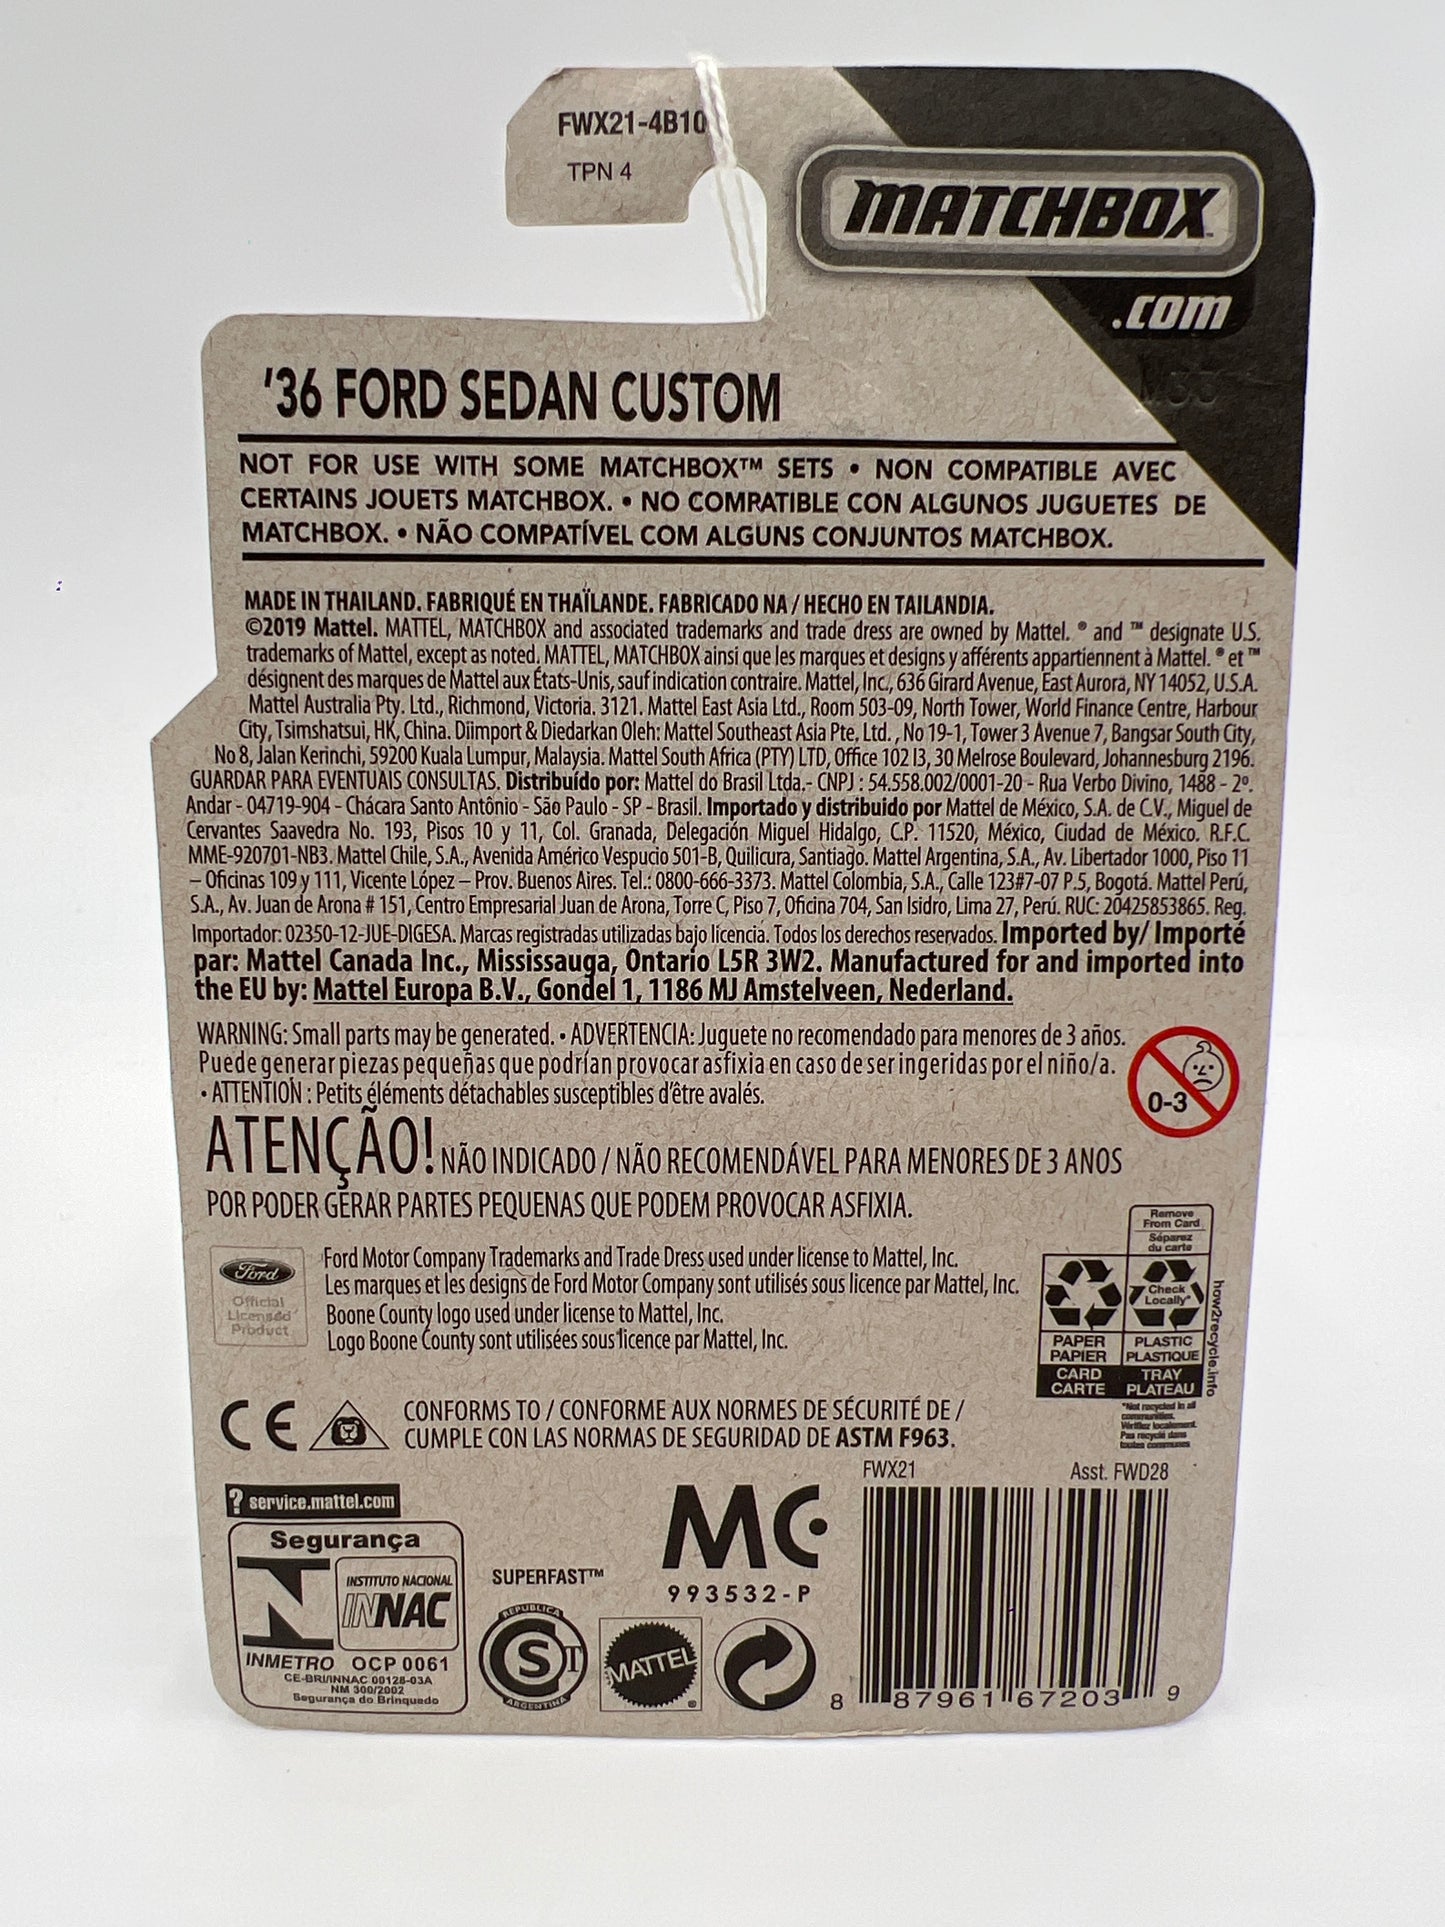 FWX21-4B10
TPN 4
MATCHBOX™
.com
'36 FORD SEDAN CUSTOM
NOT FOR USE WITH SOME MATCHBOX™ SETS • NON COMPATIBLE AVEC
CERTAINS JOUETS MATCHBOX. • NO COMPATIBLE CON ALGUNOS JUGUETES DE
MATCHBOX. • NÃO COMPATÍVEL COM ALGUNS CONJUNTOS MATCHBOX.
MADE IN THAILAND. FABRIQUÉ EN THAÏLANDE. FABRICADO NA / HECHO EN TAILANDIA.
©2019 Mattel. MATTEL, MATCHBOX and associated trademarks and trade dress are owned by Mattel. ® and ™ designate U.S.
trademarks of Mattel, except as noted. MATTEL, MATCHBOX ainsi que les marques et designs y afférents appartiennent à Mattel. ® et ™
désignent des marques de Mattel aux États-Unis, sauf indication contraire. Mattel, Inc., 636 Girard Avenue, East Aurora, NY 14052, U.S.A.
Mattel Australia Pty. Ltd., Richmond, Victoria. 3121. Mattel East Asia Ltd., Room 503-09, North Tower, World Finance Centre, Harbour
City, Tsimshatsui, HK, China. Diimport & Diedarkan Oleh: Mattel Southeast Asia Pte, Ltd. , No 19-1, Tower 3 Avenue 7, Bangsar South City,
No 8, Jalan Kerinchi, 59200 Kuala Lumpur, Malaysia. Mattel South Africa (PTY) LTD, Office 102 I3, 30 Melrose Boulevard, Johannesburg 2196.
GUARDAR PARA EVENTUAIS CONSULTAS. Distribuído por: Mattel do Brasil Ltda.- CNPJ : 54.558.002/0001-20 - Rua Verbo Divino, 1488 - 2º.
Andar - 04719-904 - Chácara Santo Antônio - São Paulo - SP - Brasil. Importado y distribuido por Mattel de México, S.A. de C.V., Miguel de
Cervantes Saavedra No. 193, Pisos 10 y 11, Col. Granada, Delegación Miguel Hidalgo, C.P. 11520, México, Ciudad de México. R.F.C.
MME-920701-NB3. Mattel Chile, S.A., Avenida Américo Vespucio 501-B, Quilicura, Santiago. Mattel Argentina, S.A., Av. Libertador 1000, Piso 11
– Oficinas 109 y 111, Vicente López – Prov. Buenos Aires. Tel.: 0800-666-3373. Mattel Colombia, S.A., Calle 123#7-07 P.5, Bogotá. Mattel Perú,
S.A., Av. Juan de Arona # 151, Centro Empresarial Juan de Arona, Torre C, Piso 7, Oficina 704, San Isidro, Lima 27, Perú. RUC: 20425853865. Reg.
Importador: 02350-12-JUE-DIGESA. Marcas registradas utilizadas bajo licencia. Todos los derechos reservados. Imported by/ Importé
par: Mattel Canada Inc., Mississauga, Ontario L5R 3W2. Manufactured for and imported into
the EU by: Mattel Europa B.V., Gondel 1, 1186 MJ Amstelveen, Nederland.
WARNING: Small parts may be generated. • ADVERTENCIA: Juguete no recomendado para menores de 3 años.
Puede generar piezas pequeñas que podrían provocar asfixia en caso de ser ingeridas por el niño/a.
• ATTENTION : Petits éléments détachables susceptibles d'être avalés.
0-3
ATENÇÃO! NÃO INDICADO / NÃO RECOMENDÁVEL PARA MENORES DE 3 ANOS
POR PODER GERAR PARTES PEQUENAS QUE PODEM PROVOCAR ASFIXIA.
Ford
Official
Licensed
Product
Ford Motor Company Trademarks and Trade Dress used under license to Mattel, Inc.
Les marques et les designs de Ford Motor Company sont utilisés sous licence par Mattel, Inc.
Boone County logo used under license to Mattel, Inc.
Logo Boone County sont utilisées sous licence par Mattel, Inc.
Remove
From Card
Séparez
du carte
Check
Locally*
PAPER
PAPIER
CARD
CARTE
PLASTIC
PLASTIQUE
TRAY
PLATEAU
how2recycle.info
*Not recycled in all
communities.
Vérifiez localement.
Pas recyclé dans
toutes communes
CE
CONFORMS TO / CONFORME AUX NORMES DE SÉCURITÉ DE /
CUMPLE CON LAS NORMAS DE SEGURIDAD DE ASTM F963.
FWX21
Asst. FWD28
? service.mattel.com
Segurança
INSTITUTO NACIONAL
INNAC
INMETRO OCP 0061
CE-BRI/INNAC 00128-03A
NM 300/2002
Segurança do Brinquedo
SUPERFAST™
MC
993532-P
REPUBLICA
CST
ARGENTINA
MATTEL ®
8 87961 67203 9